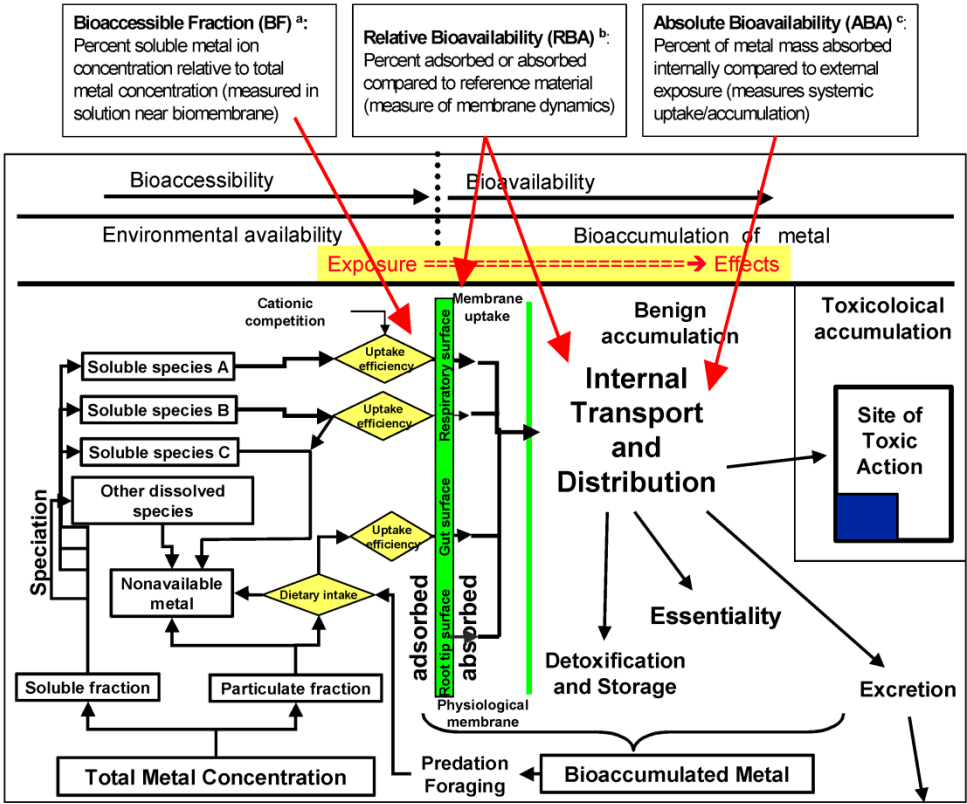 Bioaccessible Fraction (BF) a:
Percent soluble metal ion
concentration relative to total
metal concentration (measured in
solution near biomembrane)
Relative Bioavailability (RBA) b:
Percent adsorbed or absorbed
compared to reference material
(measure of membrane dynamics)
Absolute Bioavailability (ABA) c:
Percent of metal mass absorbed
internally compared to external
exposure (measures systemic
uptake/accumulation)
Bioaccessibility
Bioavailability
Environmental availability
Bioaccumulation of metal
Exposure ==================== ➔ Effects
Cationic
competition
Membrane
uptake
Benign
accumulation
Toxicoloical
accumulation
Soluble species A
Uptake
efficiency
Respiratory surface
Internal
Transport
and
Distribution
Soluble species B
Uptake
efficiency
Site of
Toxic
Action
Soluble species C
Other dissolved
species
Speciation
Uptake
efficiency
Gut surface
Nonavailable
metal
Dietary intake
adsorbed
Root tip surface
absorbed
Essentiality
Detoxification
and Storage
Excretion
Soluble fraction
Particulate fraction
Physiological
membrane
Total Metal Concentration
Predation
Foraging
Bioaccumulated Metal